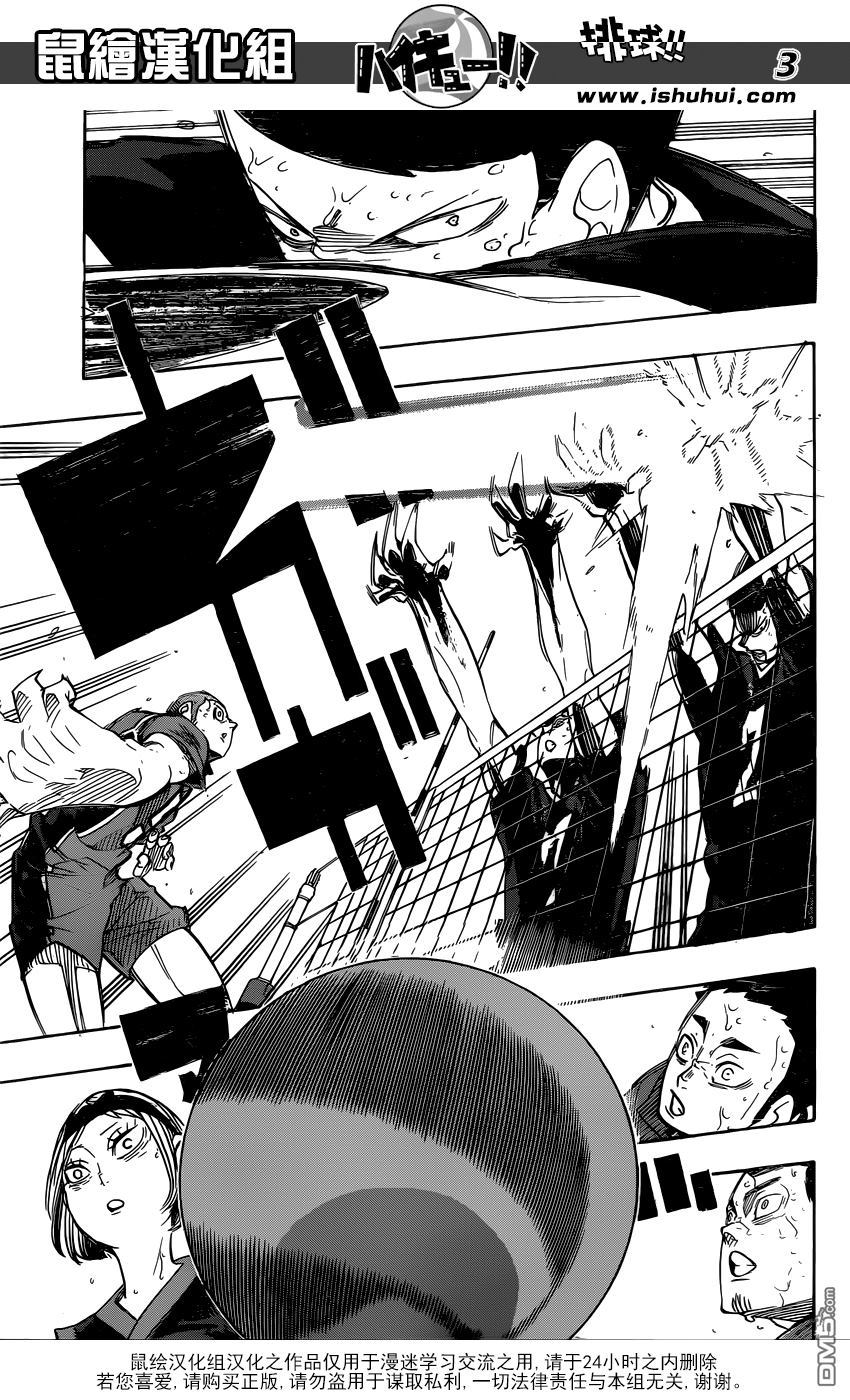 鼠繪漢化組
ハイキュー!!
排球!!
3
www.ishuhui.com
鼠绘汉化组汉化之作品仅用于漫迷学习交流之用,请于24小时之内删除
若您喜爱,请购买正版,请勿盗用于谋取私利,一切法律责任与本组无关,谢谢。
DM5.com